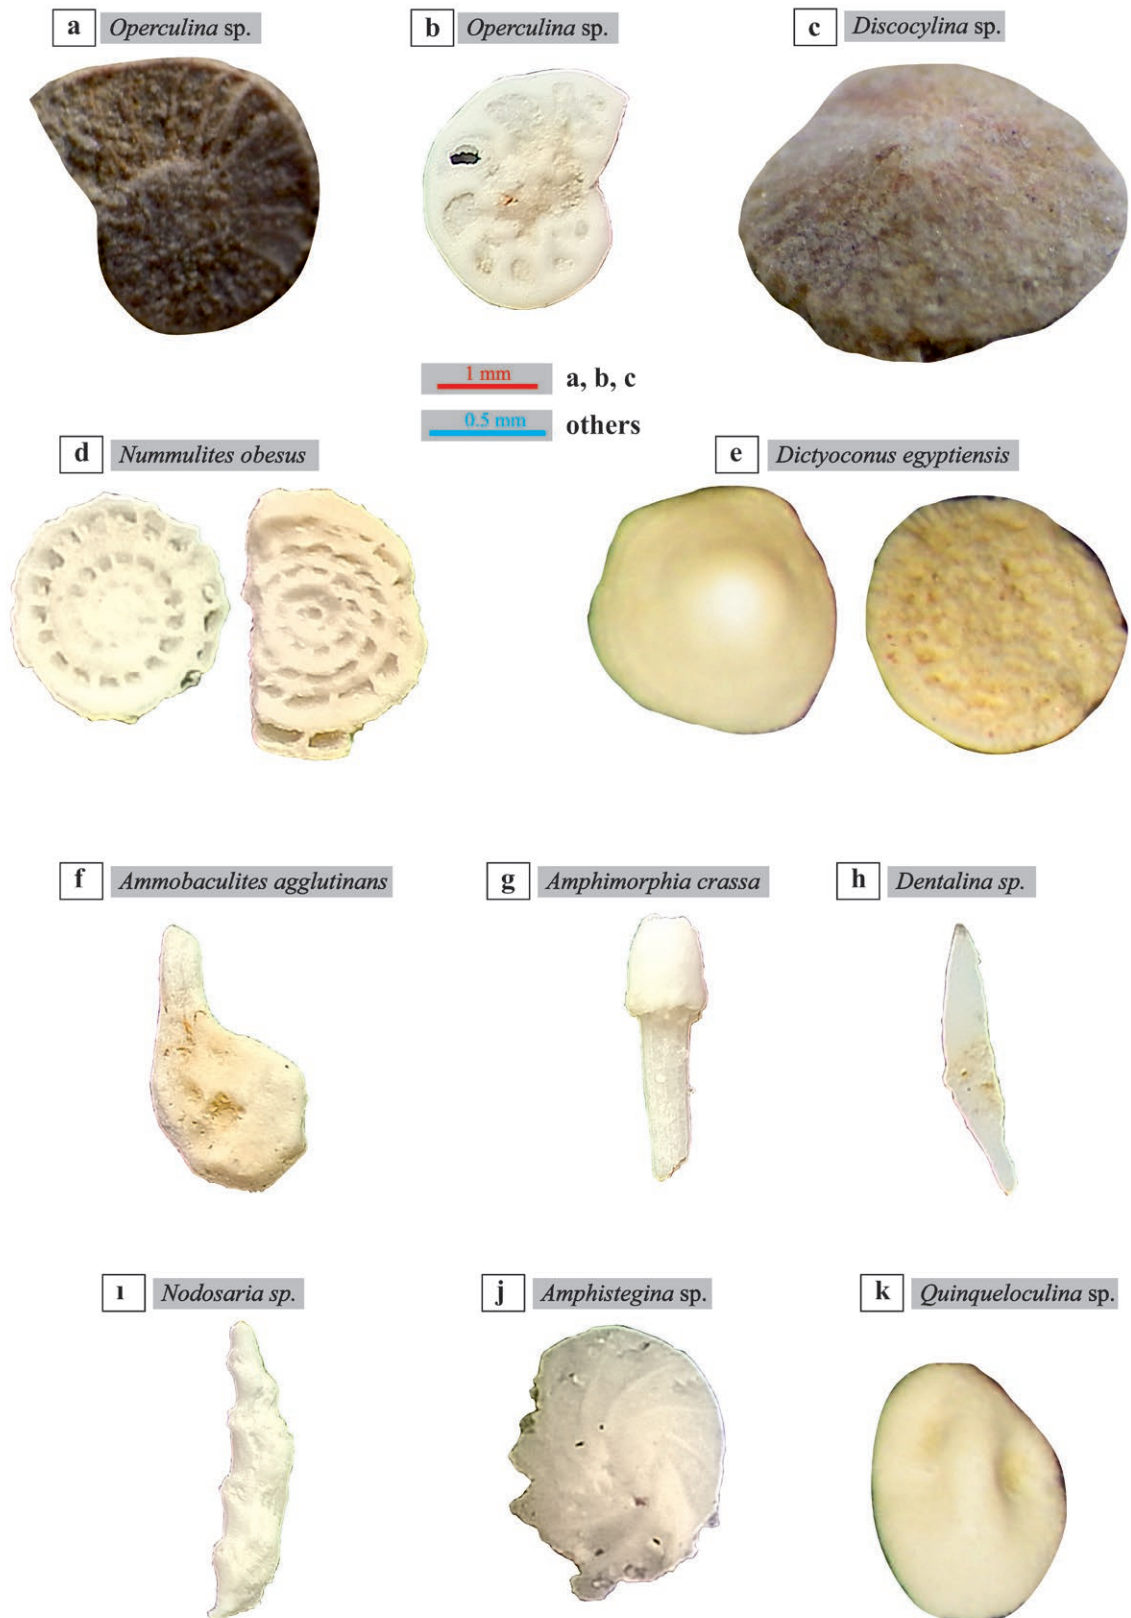 a Operculina sp.
b Operculina sp.
c Discocylina sp.
1 mm a, b, c
0.5 mm others
d Nummulites obesus
e Dictyoconus egyptiensis
f Ammobaculites agglutinans
g Amphimorphia crassa
h Dentalina sp.
ı Nodosaria sp.
j Amphistegina sp.
k Quinqueloculina sp.